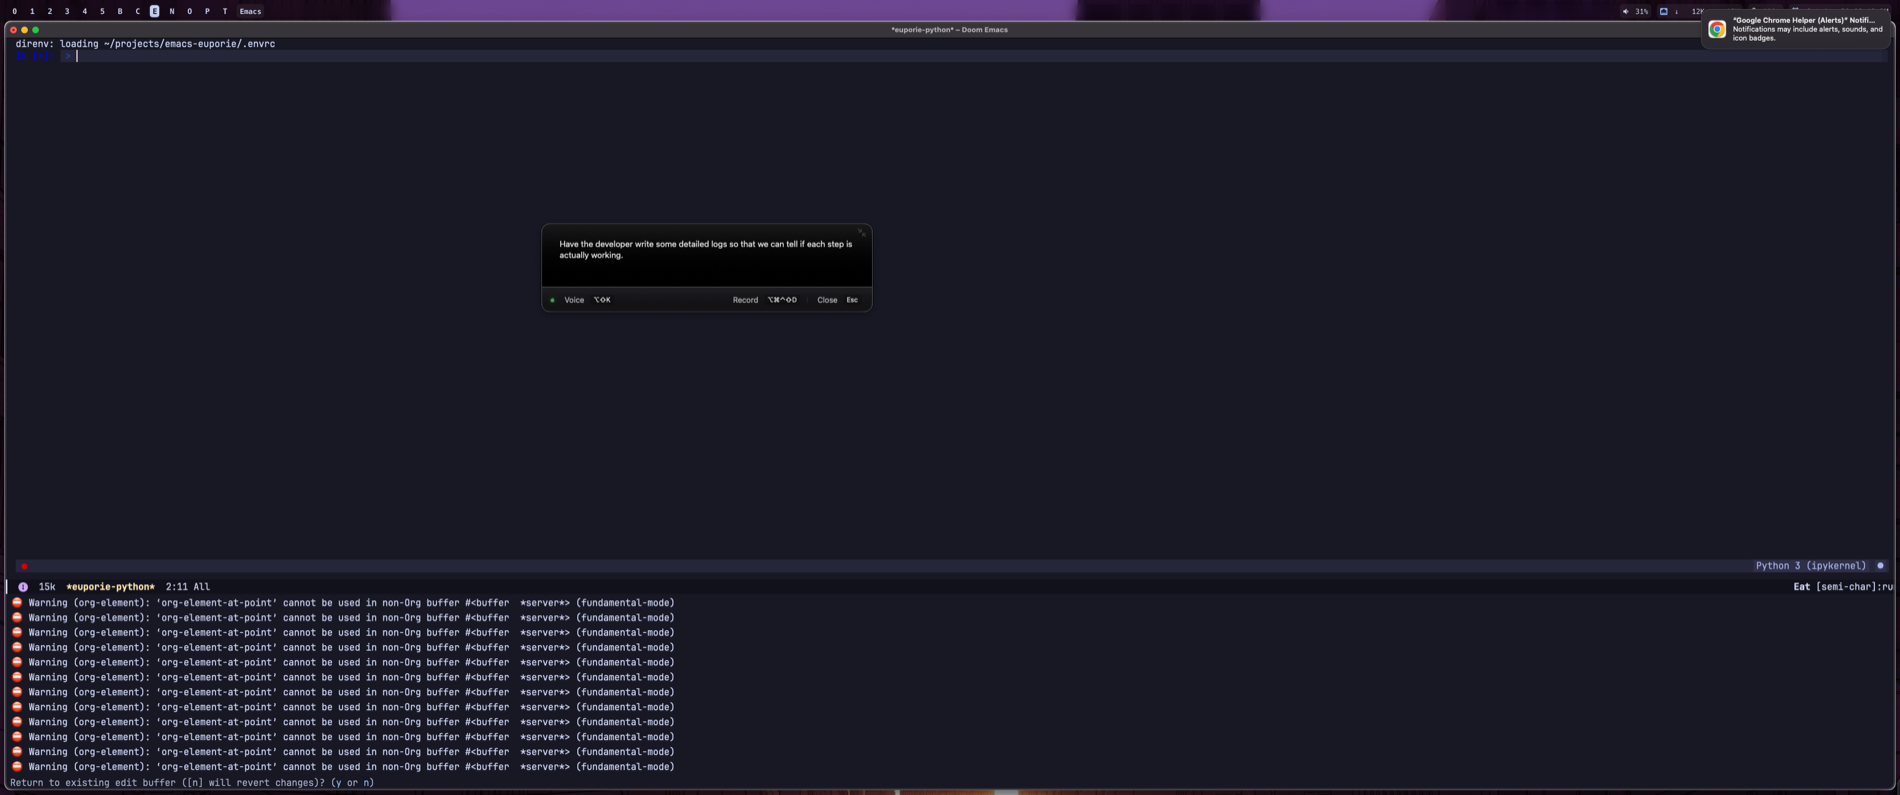 0 1 2 3 4 5 B C E N O P T Emacs
31% 12K
*euporie-python* – Doom Emacs
"Google Chrome Helper (Alerts)" Notifi...
Notifications may include alerts, sounds, and
icon badges.
direnv: loading ~/projects/emacs-euporie/.envrc
In [*] >
Have the developer write some detailed logs so that we can tell if each step is
actually working.
Voice ⌥⇧K Record ⌥⌘^⇧D Close Esc
Python 3 (ipykernel)
15k *euporie-python* 2:11 All Eat [semi-char]:ru
Warning (org-element): ‘org-element-at-point’ cannot be used in non-Org buffer #<buffer  *server*> (fundamental-mode)
Warning (org-element): ‘org-element-at-point’ cannot be used in non-Org buffer #<buffer  *server*> (fundamental-mode)
Warning (org-element): ‘org-element-at-point’ cannot be used in non-Org buffer #<buffer  *server*> (fundamental-mode)
Warning (org-element): ‘org-element-at-point’ cannot be used in non-Org buffer #<buffer  *server*> (fundamental-mode)
Warning (org-element): ‘org-element-at-point’ cannot be used in non-Org buffer #<buffer  *server*> (fundamental-mode)
Warning (org-element): ‘org-element-at-point’ cannot be used in non-Org buffer #<buffer  *server*> (fundamental-mode)
Warning (org-element): ‘org-element-at-point’ cannot be used in non-Org buffer #<buffer  *server*> (fundamental-mode)
Warning (org-element): ‘org-element-at-point’ cannot be used in non-Org buffer #<buffer  *server*> (fundamental-mode)
Warning (org-element): ‘org-element-at-point’ cannot be used in non-Org buffer #<buffer  *server*> (fundamental-mode)
Warning (org-element): ‘org-element-at-point’ cannot be used in non-Org buffer #<buffer  *server*> (fundamental-mode)
Warning (org-element): ‘org-element-at-point’ cannot be used in non-Org buffer #<buffer  *server*> (fundamental-mode)
Warning (org-element): ‘org-element-at-point’ cannot be used in non-Org buffer #<buffer  *server*> (fundamental-mode)
Return to existing edit buffer ([n] will revert changes)? (y or n)